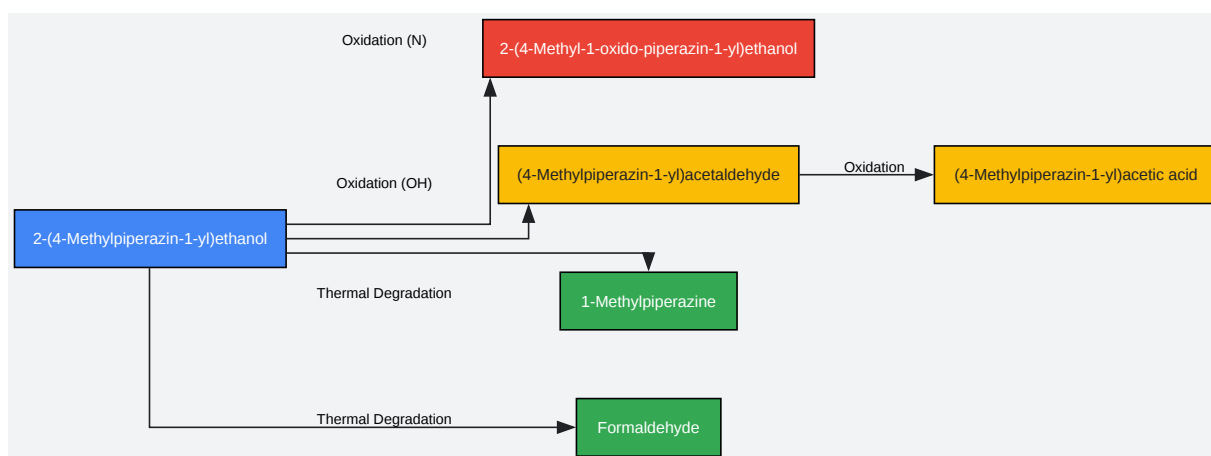 Oxidation (N)
2-(4-Methyl-1-oxido-piperazin-1-yl)ethanol
Oxidation (OH)
(4-Methylpiperazin-1-yl)acetaldehyde
Oxidation
(4-Methylpiperazin-1-yl)acetic acid
2-(4-Methylpiperazin-1-yl)ethanol
Thermal Degradation
1-Methylpiperazine
Thermal Degradation
Formaldehyde